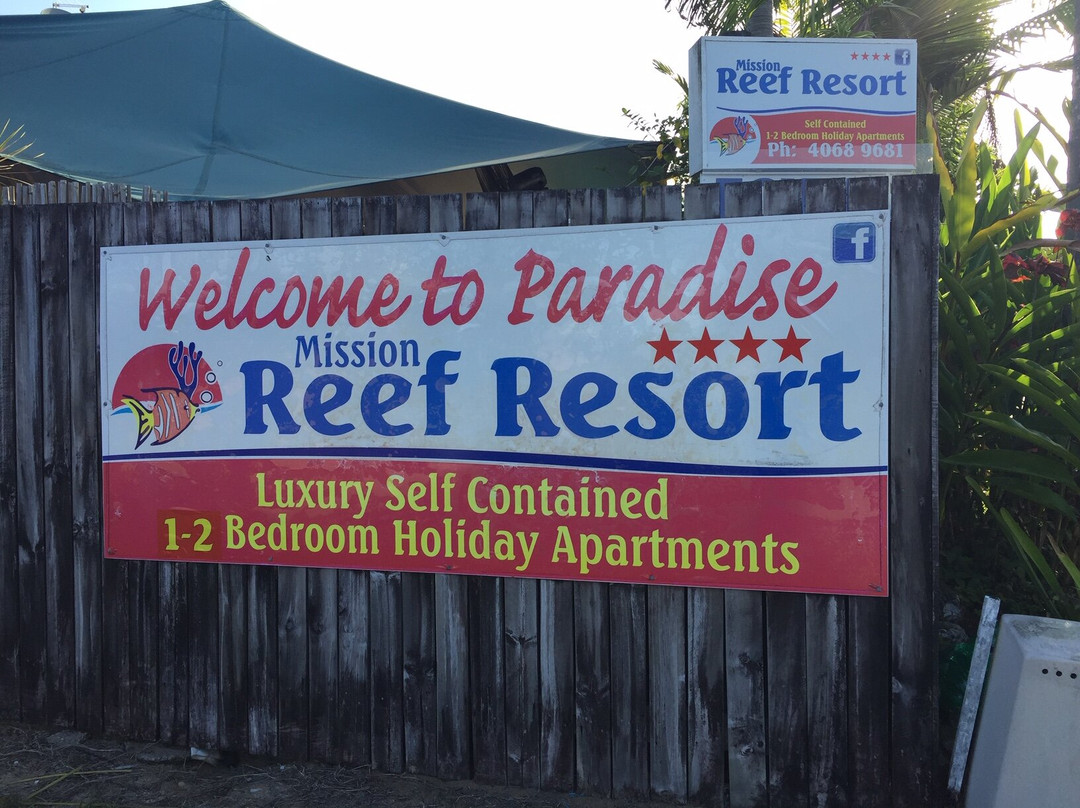 Mission
Reef Resort
Self Contained
1-2 Bedroom Holiday Apartments
Ph: 4068 9681
f
Welcome to Paradise
f
Mission
Reef Resort
Luxury Self Contained
1-2 Bedroom Holiday Apartments